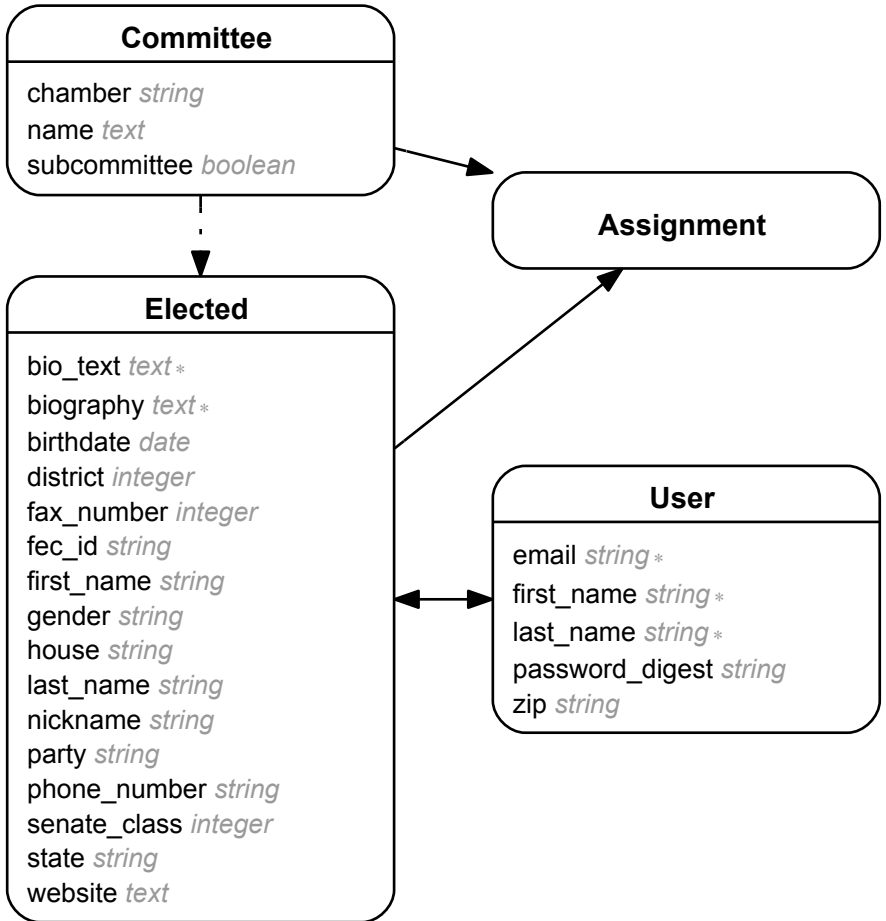 Committee
chamber string
name text
subcommittee boolean
Assignment
Elected
bio_text text *
biography text *
birthdate date
district integer
fax_number integer
fec_id string
first_name string
gender string
house string
last_name string
nickname string
party string
phone_number string
senate_class integer
state string
website text
User
email string *
first_name string *
last_name string *
password_digest string
zip string